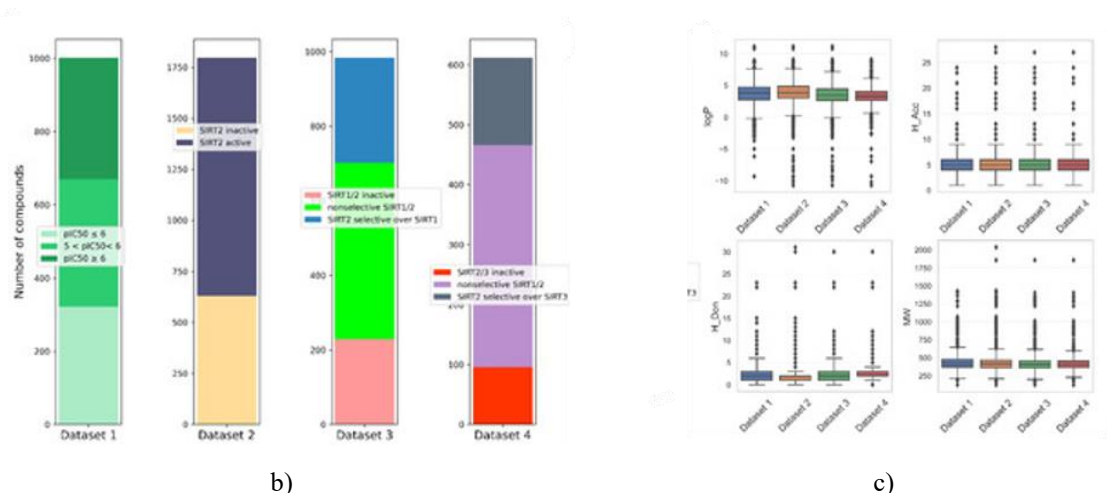 Number of compounds
1000
800
600
400
200
0
pIC50 ≤ 6
5 < pIC50< 6
pIC50 ≥ 6
Dataset 1
1750
1500
1250
1000
750
500
250
0
SIRT2 inactive
SIRT2 active
Dataset 2
1000
800
400
200
0
SIRT1/2 inactive
nonselective SIRT1/2
SIRT2 selective over SIRT1
Dataset 3
600
500
400
300
200
100
0
SIRT2/3 inactive
nonselective SIRT1/2
SIRT2 selective over SIRT3
Dataset 4
b)
logP
10
5
0
−5
−10
Dataset 1
Dataset 2
Dataset 3
Dataset 4
H_Acc
25
20
15
10
5
0
Dataset 1
Dataset 2
Dataset 3
Dataset 4
T3
H_Don
30
25
20
15
10
5
0
Dataset 1
Dataset 2
Dataset 3
Dataset 4
MW
2000
1750
1500
1250
1000
750
500
250
Dataset 1
Dataset 2
Dataset 3
Dataset 4
c)